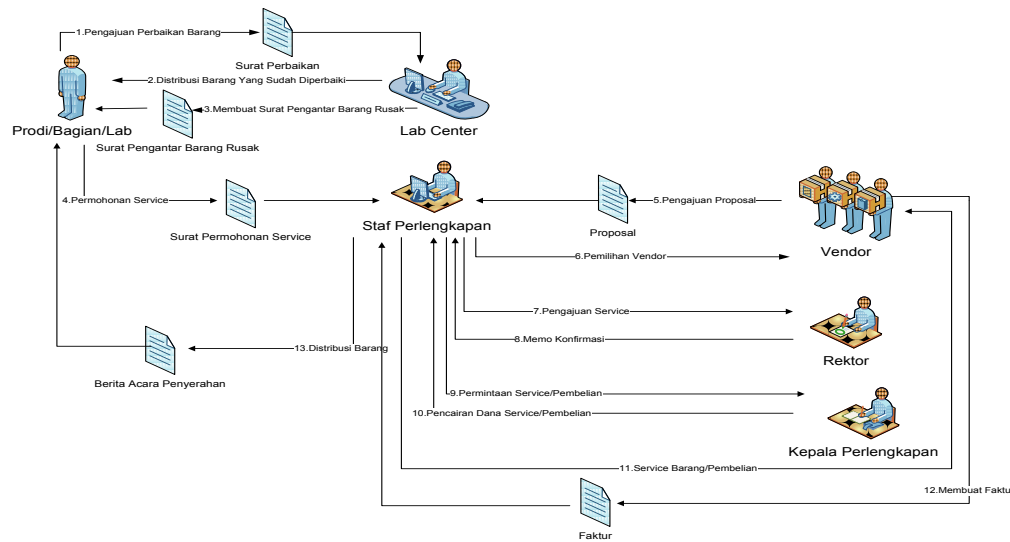 1.Pengajuan Perbaikan Barang
Surat Perbaikan
2.Distribusi Barang Yang Sudah Diperbaiki
3.Membuat Surat Pengantar Barang Rusak
Prodi/Bagian/Lab
Lab Center
Surat Pengantar Barang Rusak
4.Permohonan Service
Surat Permohonan Service
Staf Perlengkapan
5.Pengajuan Proposal
Proposal
Vendor
6.Pemilihan Vendor
7.Pengajuan Service
8.Memo Konfirmasi
Rektor
13.Distribusi Barang
Berita Acara Penyerahan
9.Permintaan Service/Pembelian
10.Pencairan Dana Service/Pembelian
Kepala Perlengkapan
11.Service Barang/Pembelian
12.Membuat Faktu
Faktur